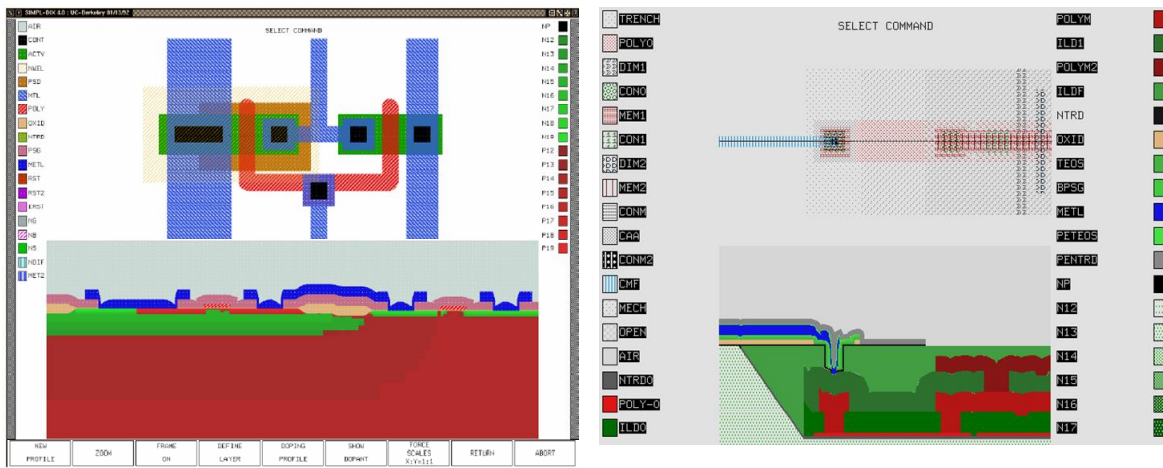 SIMPL-DIX 4.0 : UC-Berkeley 01/03/92
SELECT COMMAND
AIR
CONT
ACTV
NWEL
PSD
MTL
POLY
OXID
NTRD
PSG
METL
RST
RST2
ERST
NG
N8
N5
NDIF
MET2
NP
N12
N13
N14
N15
N16
N17
N18
N19
P12
P13
P14
P15
P16
P17
P18
P19
NEW PROFILE
ZOOM
FRAME ON
DEFINE LAYER
DOPING PROFILE
SHOW DOPANT
FORCE SCALES X:Y=1:1
RETURN
ABORT
SELECT COMMAND
TRENCH
POLY0
DIM1
CON0
MEM1
CON1
DIM2
MEM2
CONM
CAA
CONM2
CMF
MECH
OPEN
AIR
NTRD0
POLY-0
ILD0
POLYM
ILD1
POLYM2
ILDF
NTRD
OXID
TEOS
BPSG
METL
PETEOS
PENTRD
NP
N12
N13
N14
N15
N16
N17